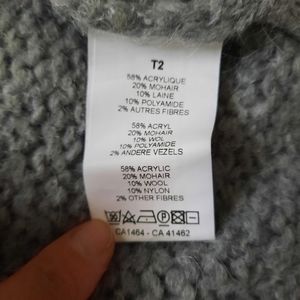 T2
58% ACRYLIQUE
20% MOHAIR
10% LAINE
10% POLYAMIDE
2% AUTRES FIBRES
58% ACRYL
20% MOHAIR
10% WOL
10% POLYAMIDE
2% ANDERE VEZELS
58% ACRYLIC
20% MOHAIR
10% WOOL
10% NYLON
2% OTHER FIBRES
CA1464 - CA 41462